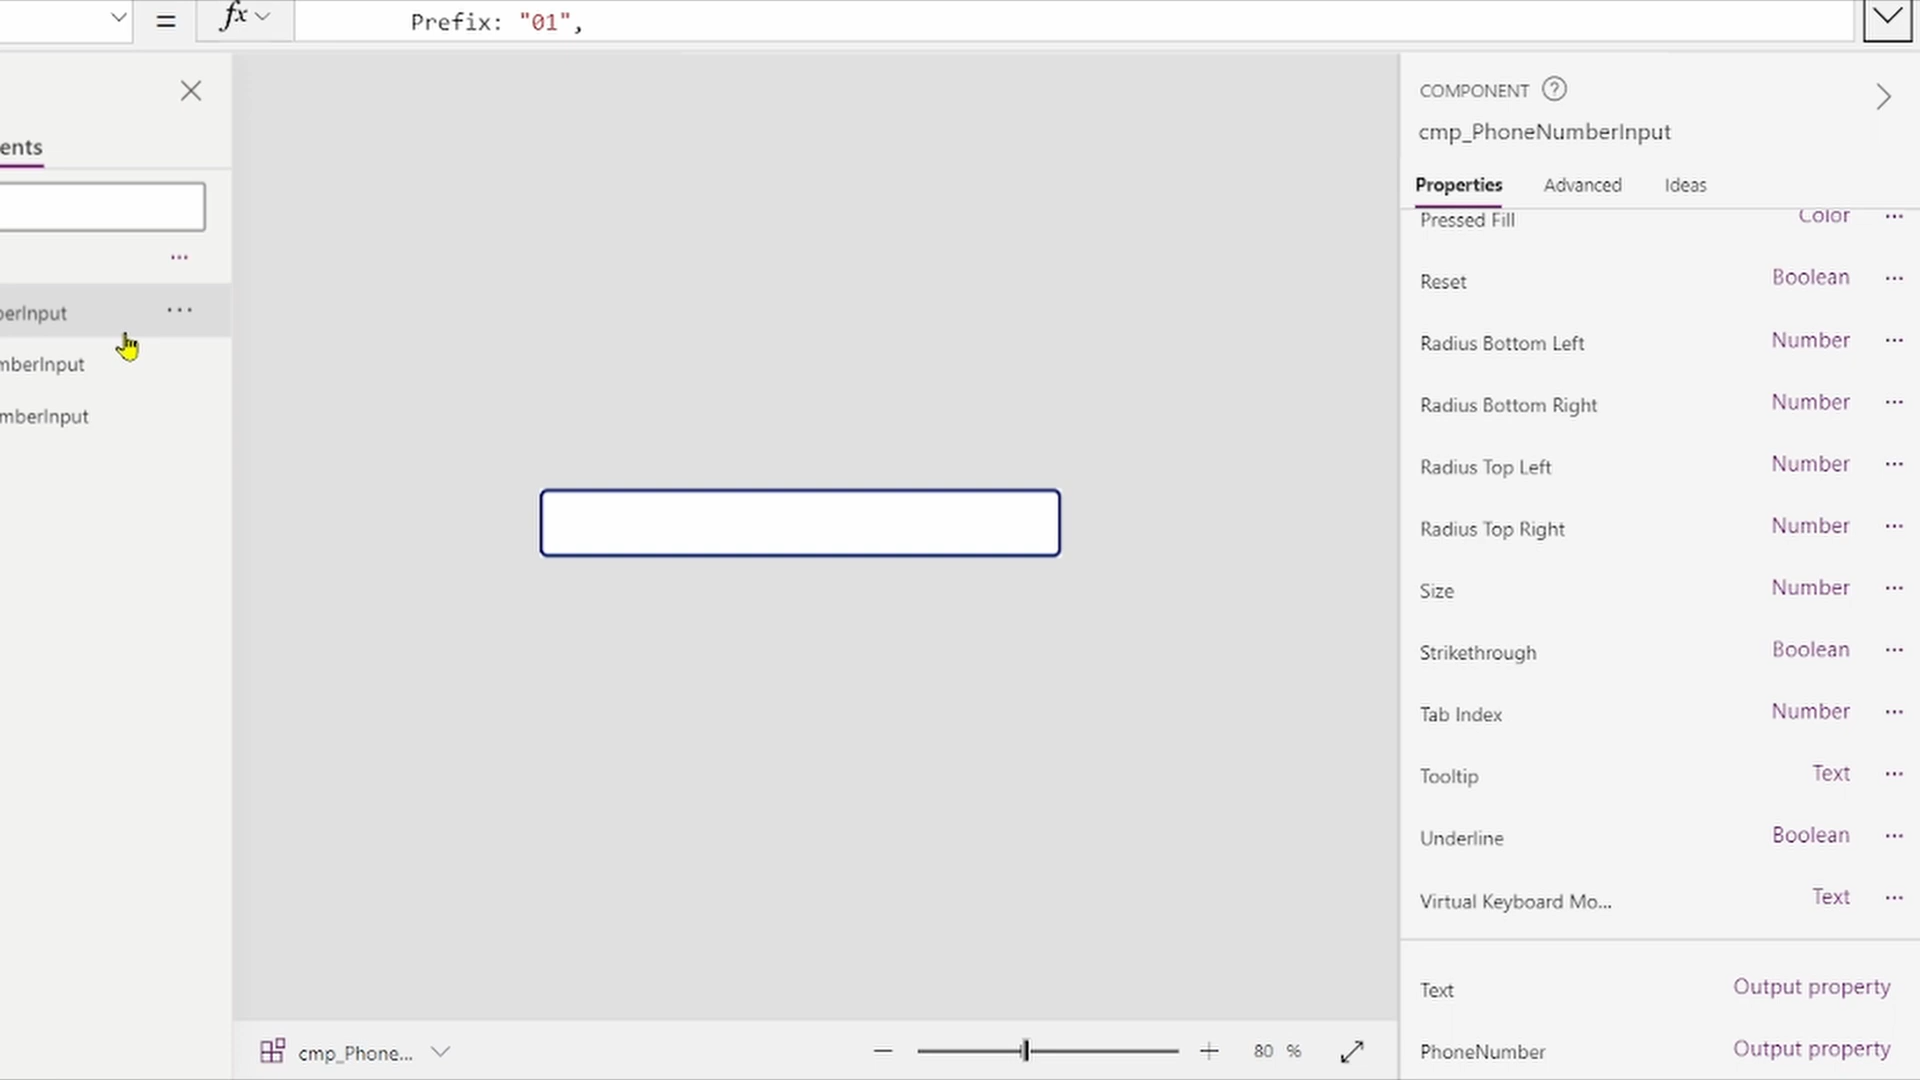 = fx Prefix: "01",
ents
...
berInput ...
mberInput
mberInput
COMPONENT ?
cmp_PhoneNumberInput
Properties Advanced Ideas
Pressed Fill Color ...
Reset Boolean ...
Radius Bottom Left Number ...
Radius Bottom Right Number ...
Radius Top Left Number ...
Radius Top Right Number ...
Size Number ...
Strikethrough Boolean ...
Tab Index Number ...
Tooltip Text ...
Underline Boolean ...
Virtual Keyboard Mo... Text ...
Text Output property
PhoneNumber Output property
cmp_Phone... 80 %